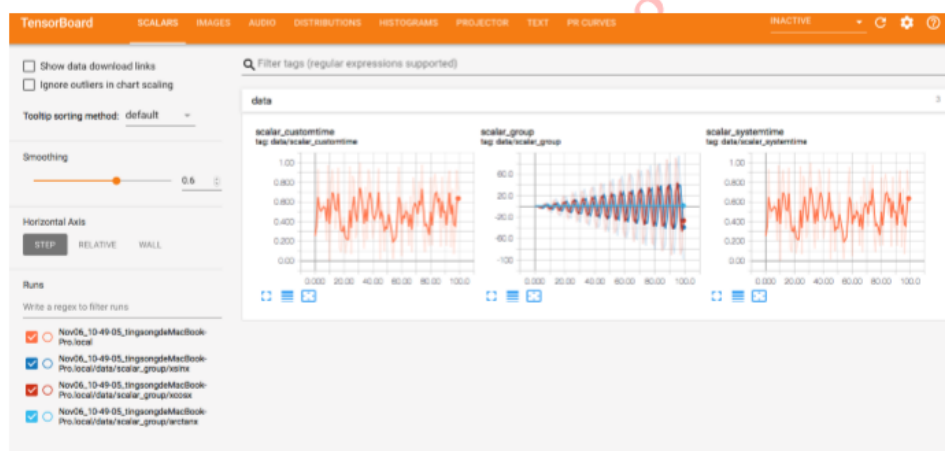 TensorBoard SCALARS IMAGES AUDIO DISTRIBUTIONS HISTOGRAMS PROJECTOR TEXT PR CURVES INACTIVE
Show data download links
Ignore outliers in chart scaling
Tooltip sorting method: default
Smoothing
0.6
Horizontal Axis
STEP RELATIVE WALL
Runs
Write a regex to filter runs
Nov06_10-49-05_tingsongdeMacBook-
Pro.local
Nov06_10-49-05_tingsongdeMacBook-
Pro.local/data/scalar_group/xsinx
Nov06_10-49-05_tingsongdeMacBook-
Pro.local/data/scalar_group/xcosx
Nov06_10-49-05_tingsongdeMacBook-
Pro.local/data/scalar_group/arctanx
Filter tags (regular expressions supported)
data 3
scalar_customtime
tag: data/scalar_customtime
1.00
0.800
0.600
0.400
0.200
0.00
0.000 20.00 40.00 60.00 80.00 100.0
scalar_group
tag: data/scalar_group
60.0
20.0
-20.0
-60.0
-100
0.000 20.00 40.00 60.00 80.00 100.0
scalar_systemtime
tag: data/scalar_systemtime
1.00
0.800
0.600
0.400
0.200
0.00
0.000 20.00 40.00 60.00 80.00 100.0